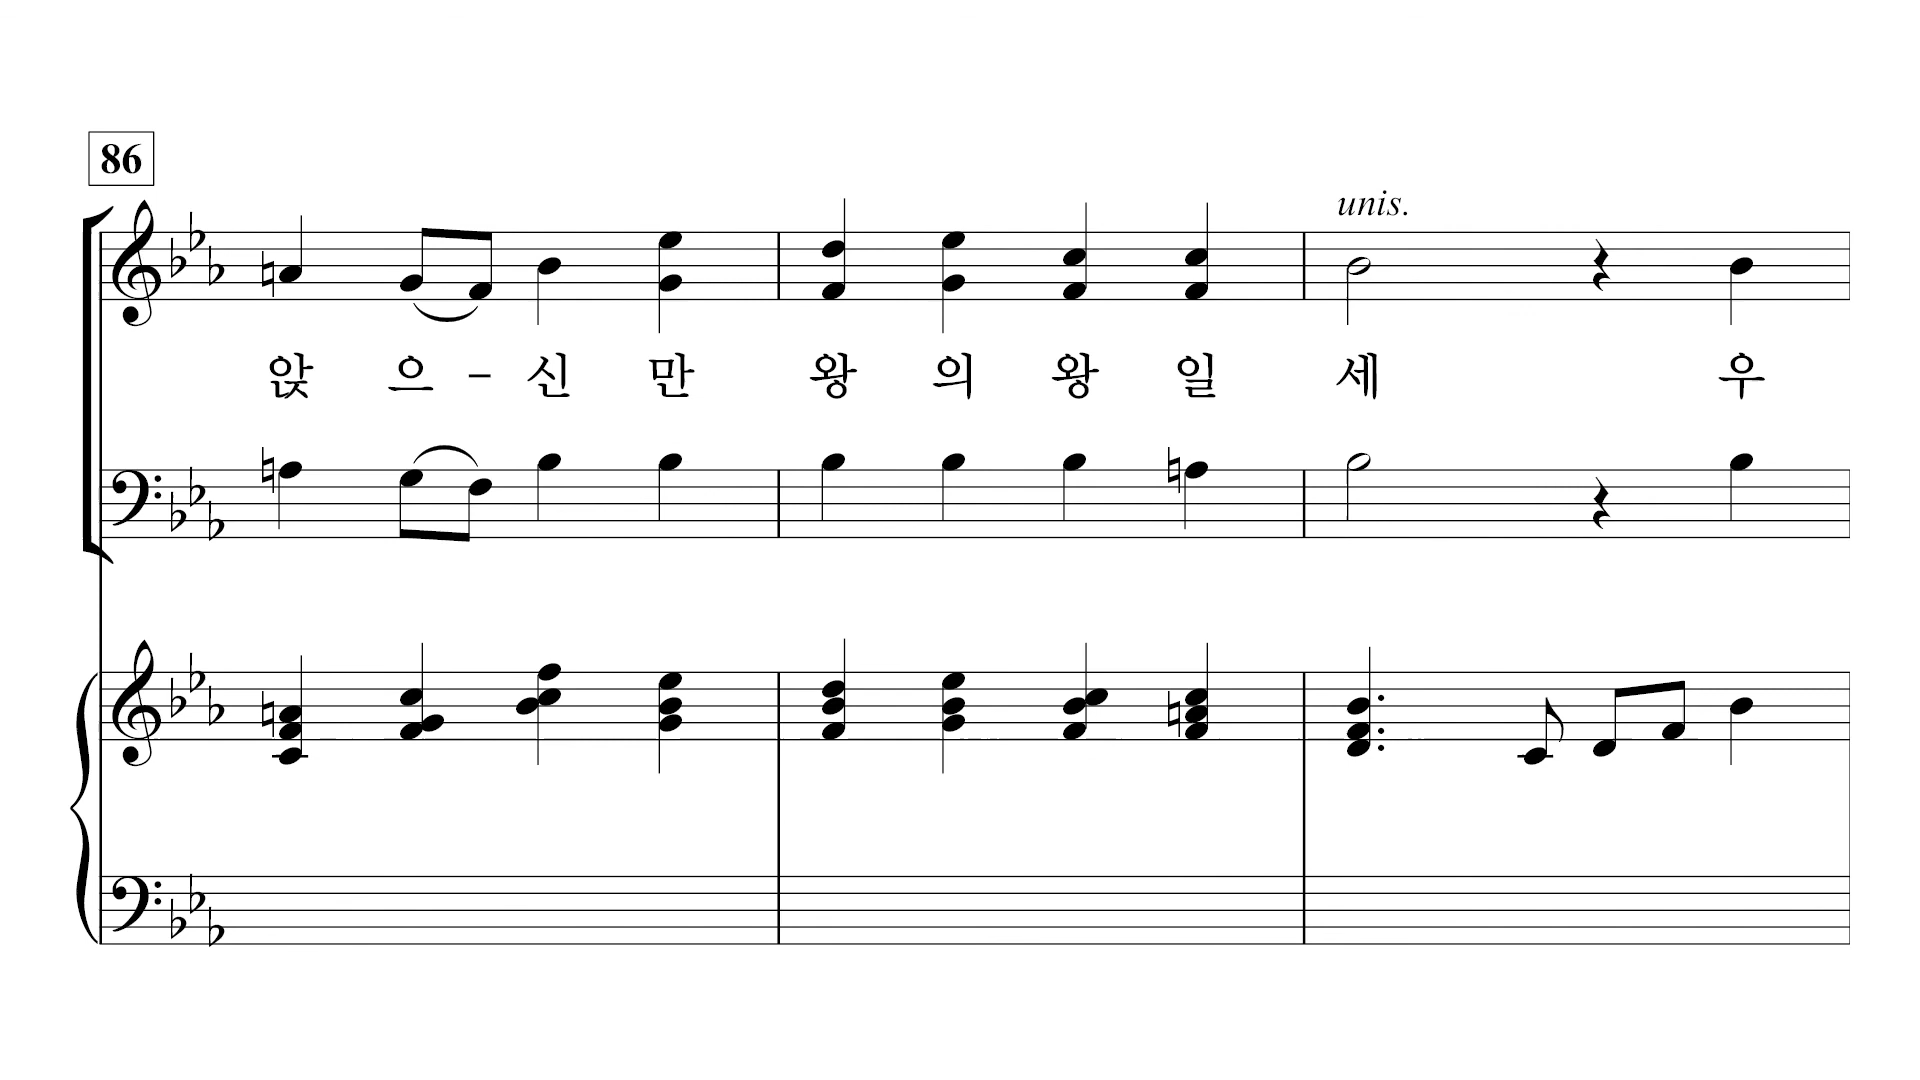 86
unis.
앉 으 - 신 만 왕 의 왕 일 세 우